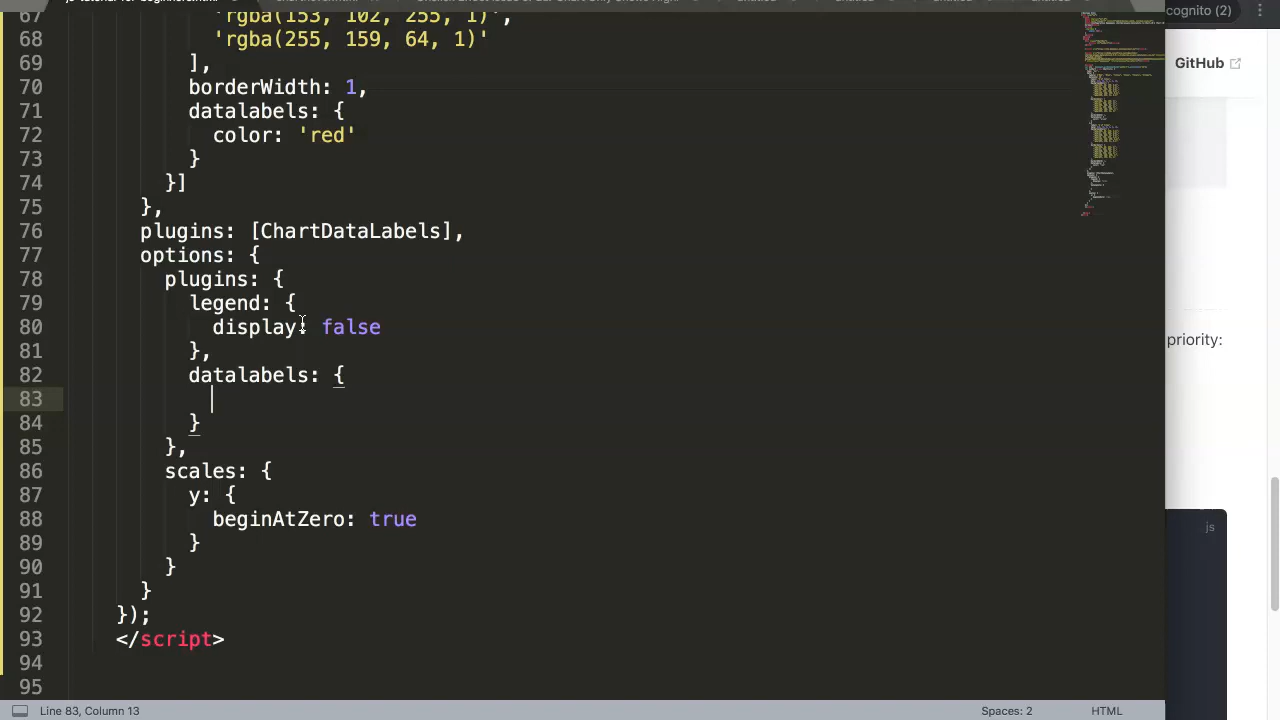 cognito (2)
GitHub
67 'rgba(153, 102, 255, 1)',
68 'rgba(255, 159, 64, 1)'
69 ],
70 borderWidth: 1,
71 datalabels: {
72 color: 'red'
73 }
74 }]
75 },
76 plugins: [ChartDataLabels],
77 options: {
78 plugins: {
79 legend: {
80 display: false
81 },
82 datalabels: {
83
84 }
85 },
86 scales: {
87 y: {
88 beginAtZero: true
89 }
90 }
91 }
92 });
93 </script>
94
95
priority:
js
Line 83, Column 13
Spaces: 2
HTML